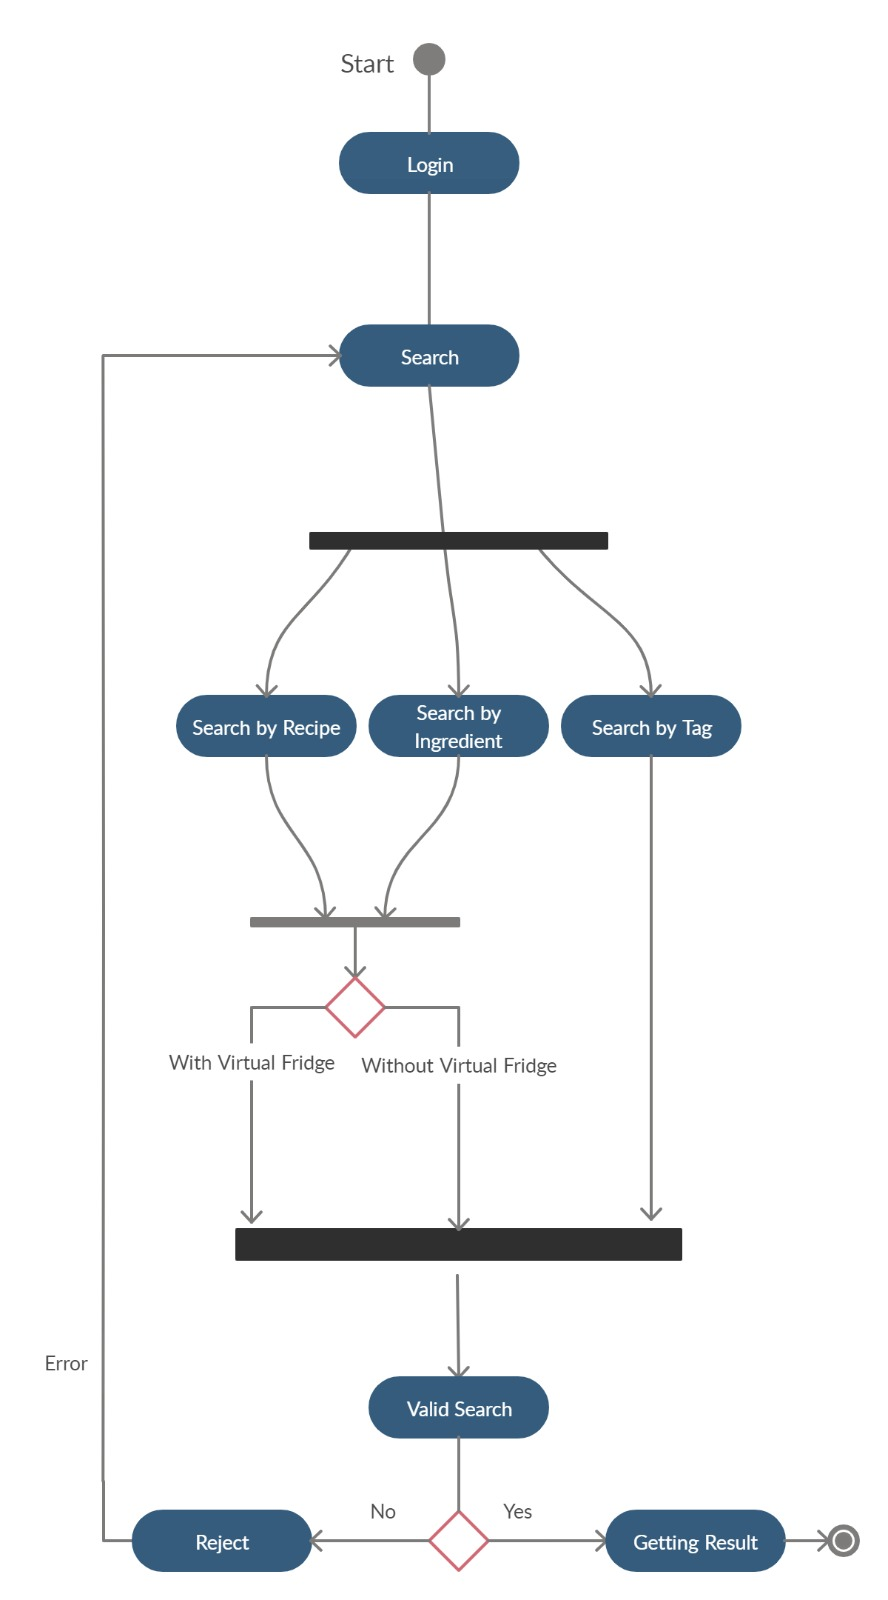 Start
Login
Search
Search by Recipe
Search by
Ingredient
Search by Tag
With Virtual Fridge
Without Virtual Fridge
Error
Valid Search
No
Yes
Reject
Getting Result